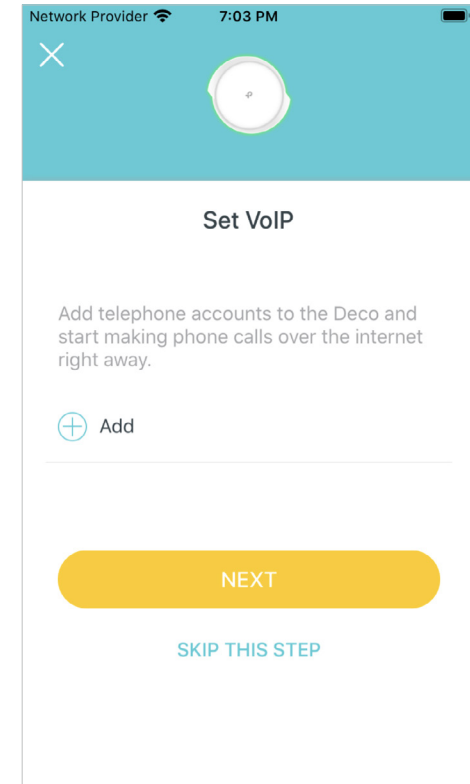 Network Provider 7:03 PM
Set VoIP
Add telephone accounts to the Deco and
start making phone calls over the internet
right away.
Add
NEXT
SKIP THIS STEP